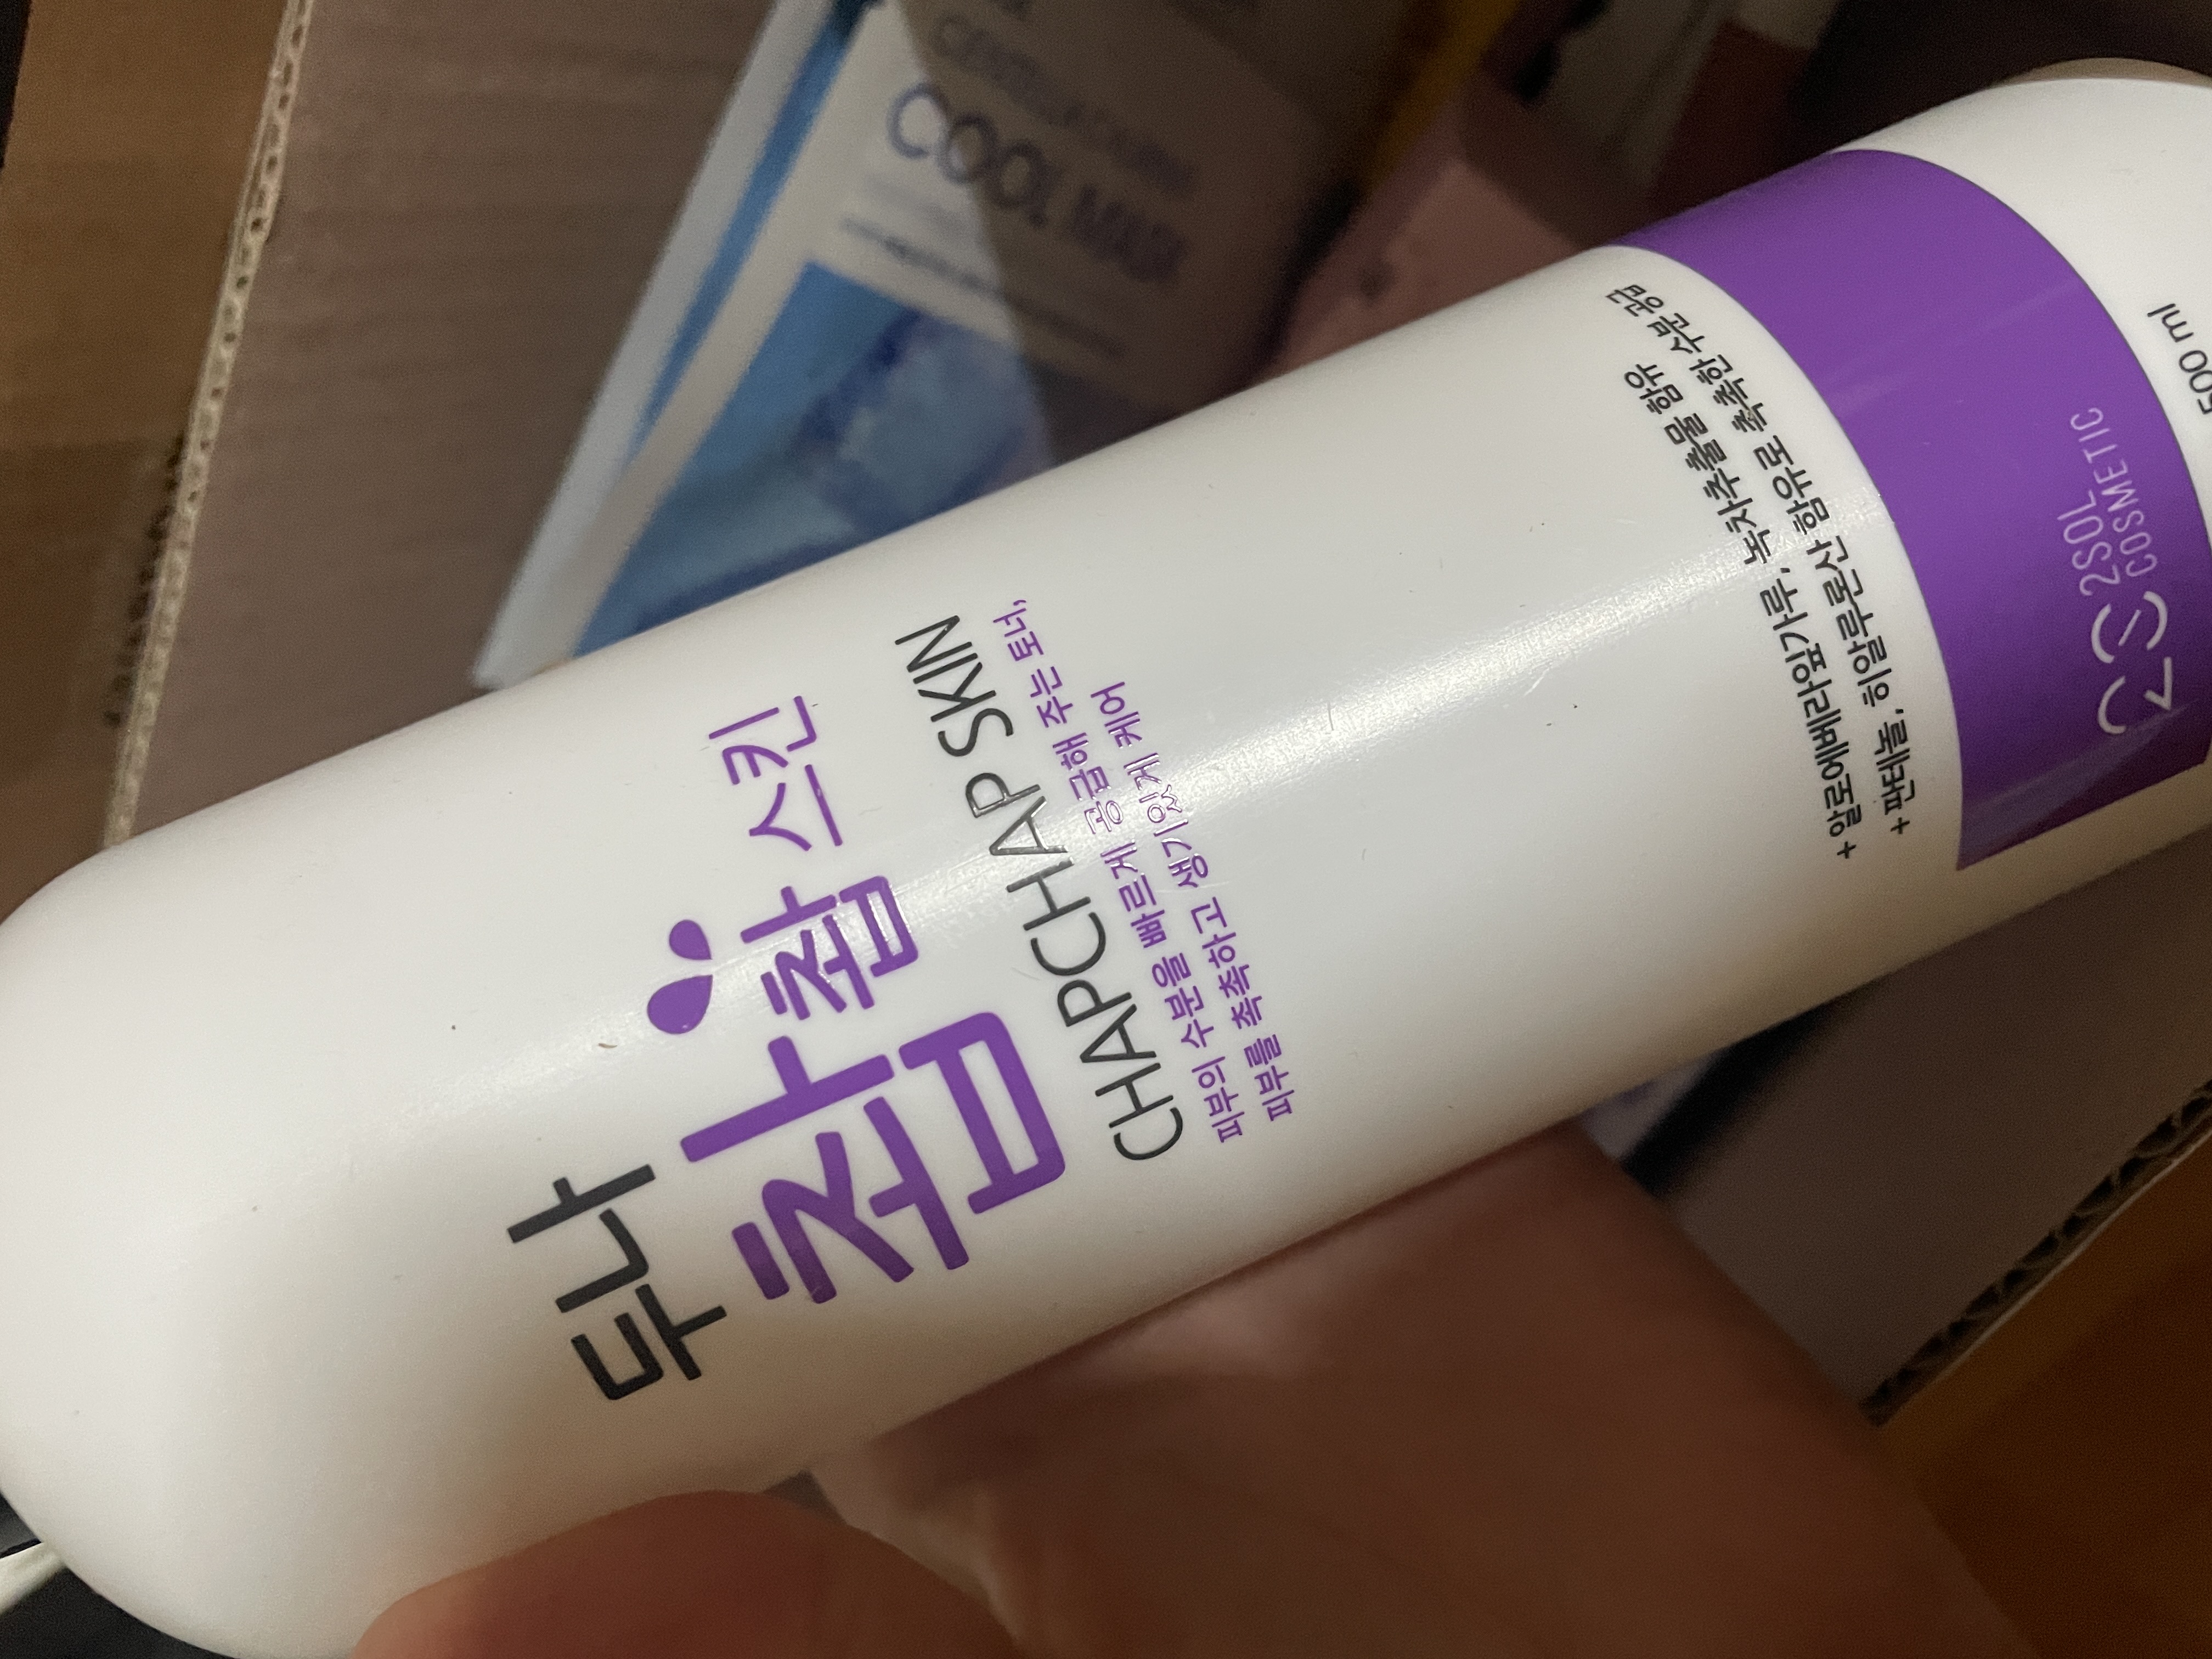 두나
찹찹 스킨
CHAPCHAP SKIN
피부의 수분을 빠르게 공급해 주는 토너,
피부를 촉촉하고 생기있게 케어
+ 알로에베라잎가루, 녹차추출물 함유
+ 판테놀, 히알루론산 함유로 촉촉한 수분 공급
2SOL
COSMETIC
500 ml
COOL MASK